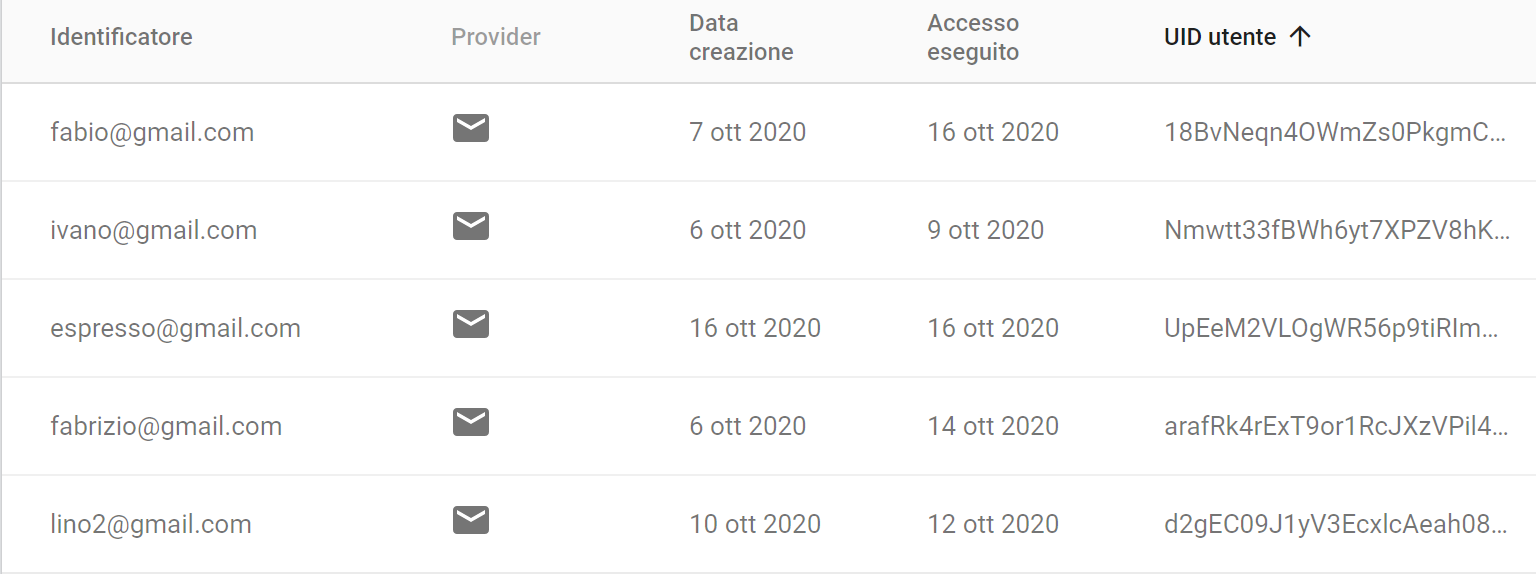 Identificatore Provider Data creazione Accesso eseguito UID utente
fabio@gmail.com 7 ott 2020 16 ott 2020 18BvNeqn4OWmZs0PkgmC...
ivano@gmail.com 6 ott 2020 9 ott 2020 Nmwtt33fBWh6yt7XPZV8hK...
espresso@gmail.com 16 ott 2020 16 ott 2020 UpEeM2VLOgWR56p9tiRIm...
fabrizio@gmail.com 6 ott 2020 14 ott 2020 arafRk4rExT9or1RcJXzVPil4...
lino2@gmail.com 10 ott 2020 12 ott 2020 d2gEC09J1yV3EcxlcAeah08...